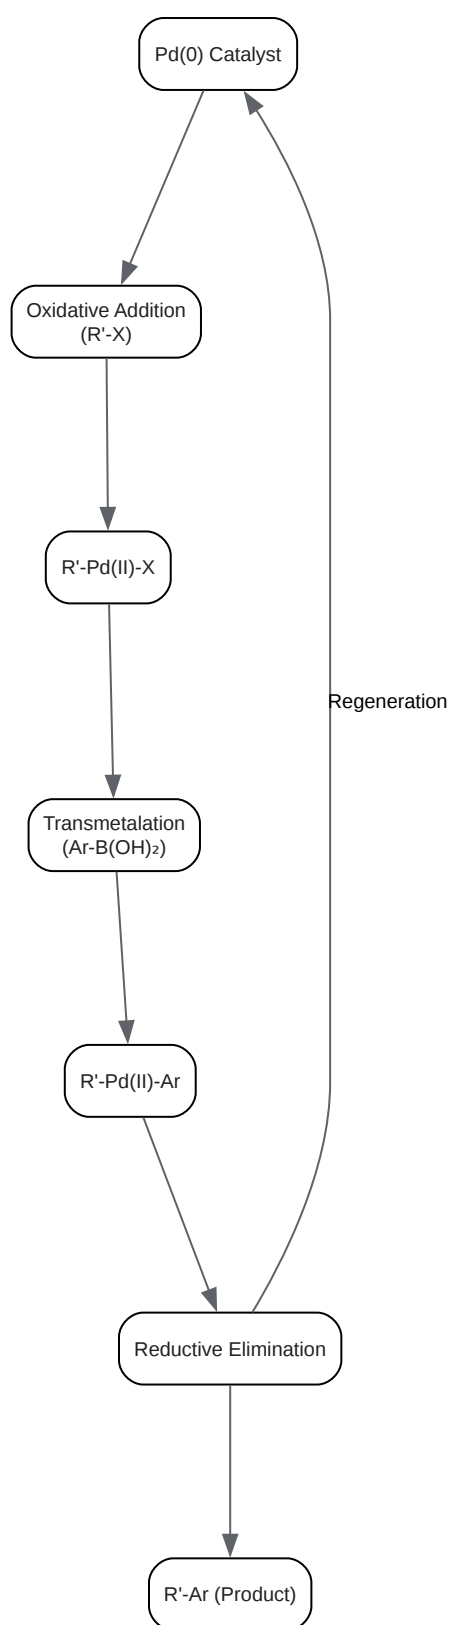 Pd(0) Catalyst
Oxidative Addition
(R'-X)
R'-Pd(II)-X
Regeneration
Transmetalation
(Ar-B(OH)₂)
R'-Pd(II)-Ar
Reductive Elimination
R'-Ar (Product)